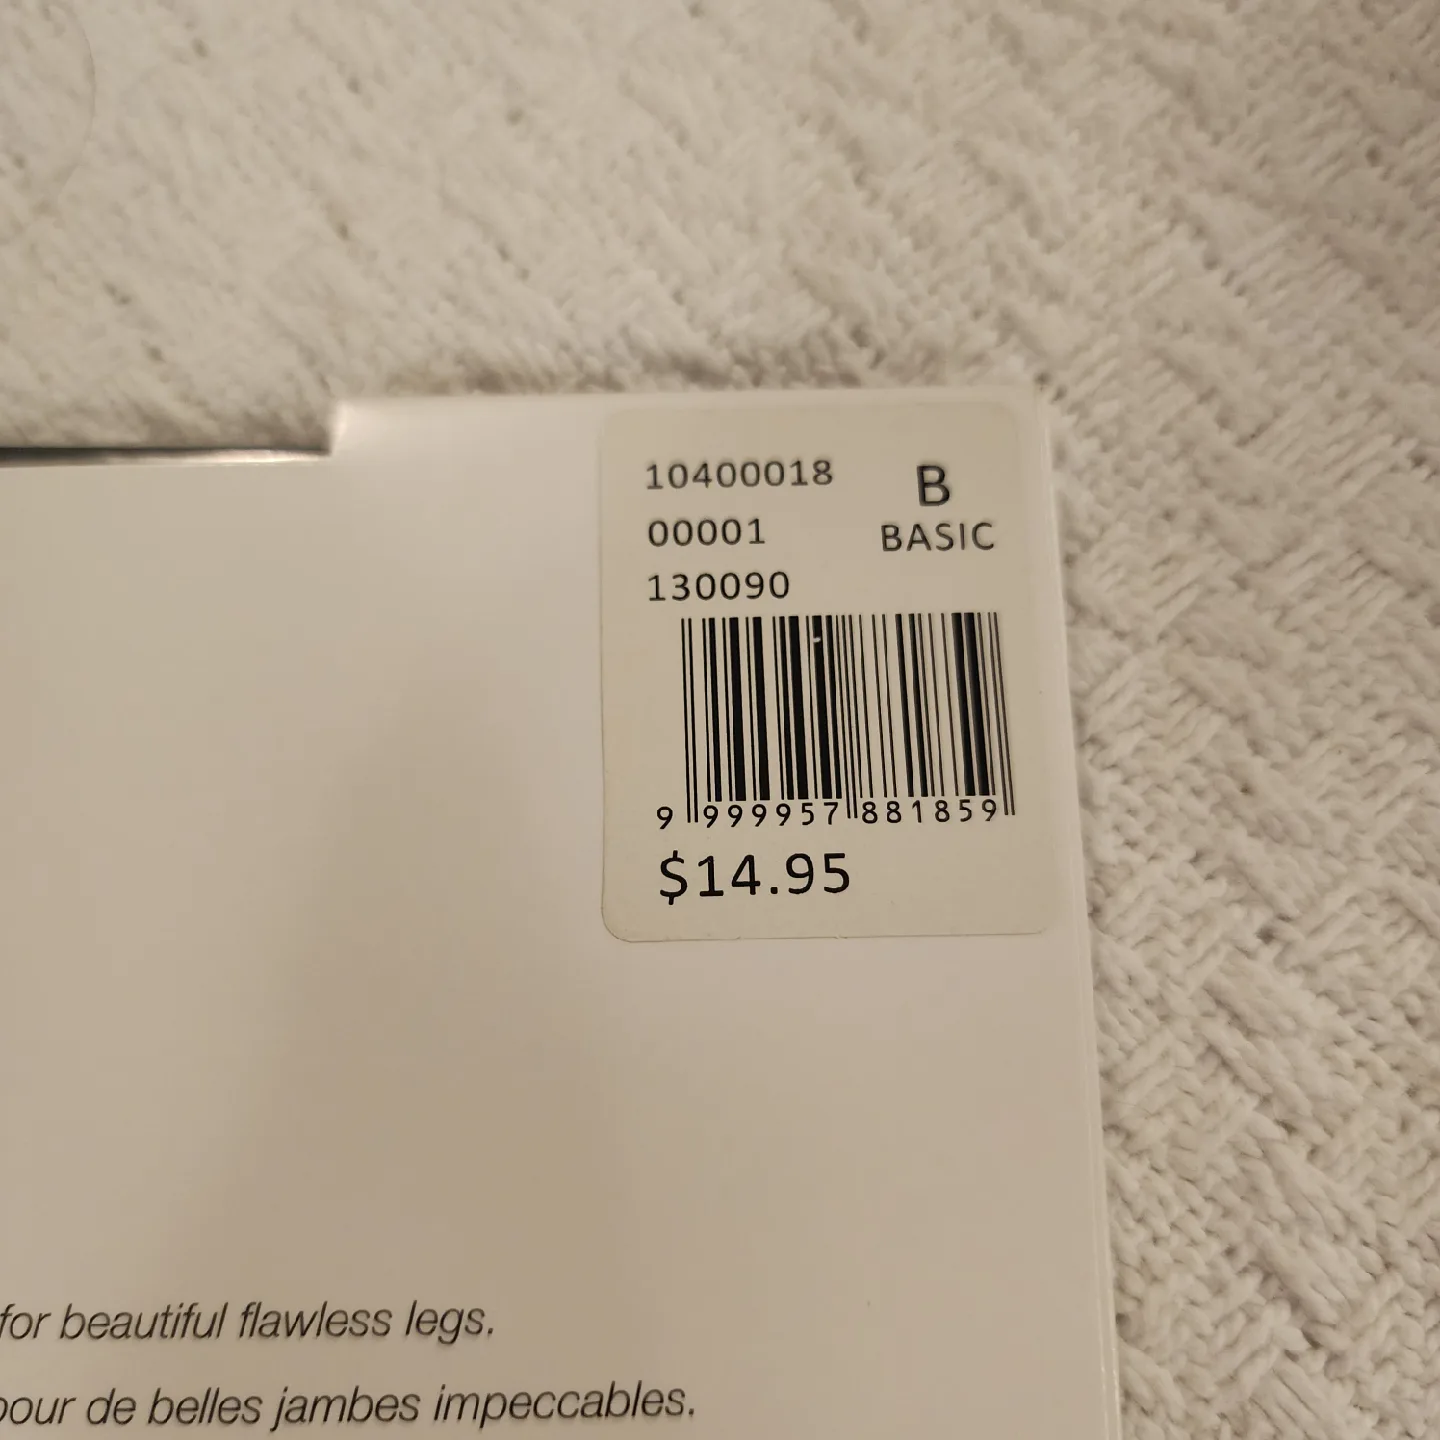 10400018
B
00001
BASIC
130090
9 999957 881859
$14.95
for beautiful flawless legs.
pour de belles jambes impeccables.